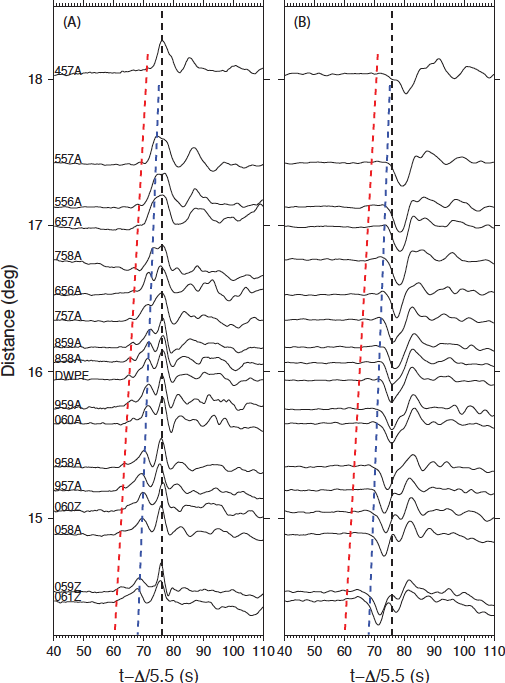 (A) (B)
18
457A
557A
556A
17
657A
758A
656A
757A
859A
858A
16
DWPF
959A
060A
958A
957A
060Z
15
058A
059Z
061Z
Distance (deg)
40 50 60 70 80 90 100 110 40 50 60 70 80 90 100 110
t–Δ/5.5 (s) t–Δ/5.5 (s)